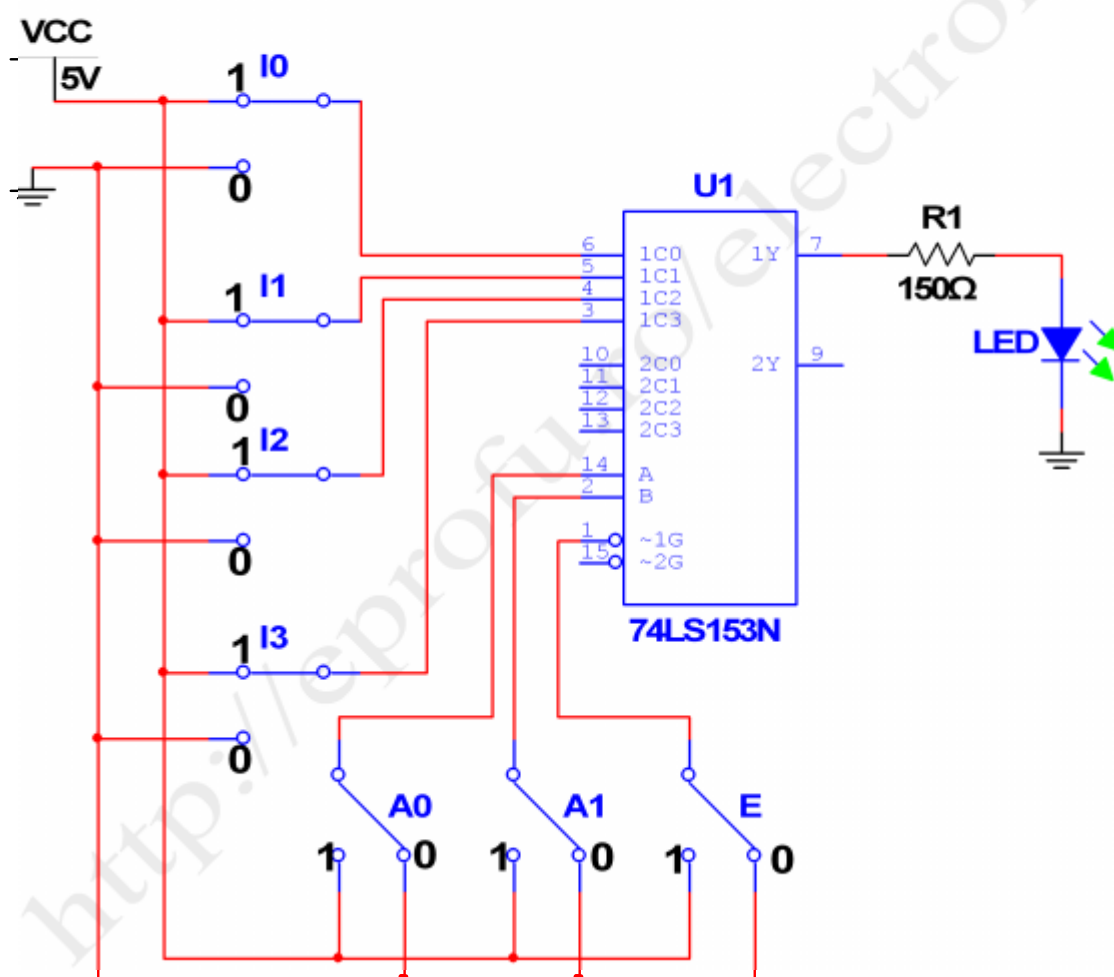 VCC
5V
1 I0
0
1 I1
0
1 I2
0
1 I3
0
U1
6 1C0 1Y 7
5 1C1
4 1C2
3 1C3
10 2C0 2Y 9
11 2C1
12 2C2
13 2C3
14 A
2 B
1 ~1G
15 ~2G
74LS153N
R1
150Ω
LED
A0
1 0
A1
1 0
E
1 0
http://eprofu.ro/electro